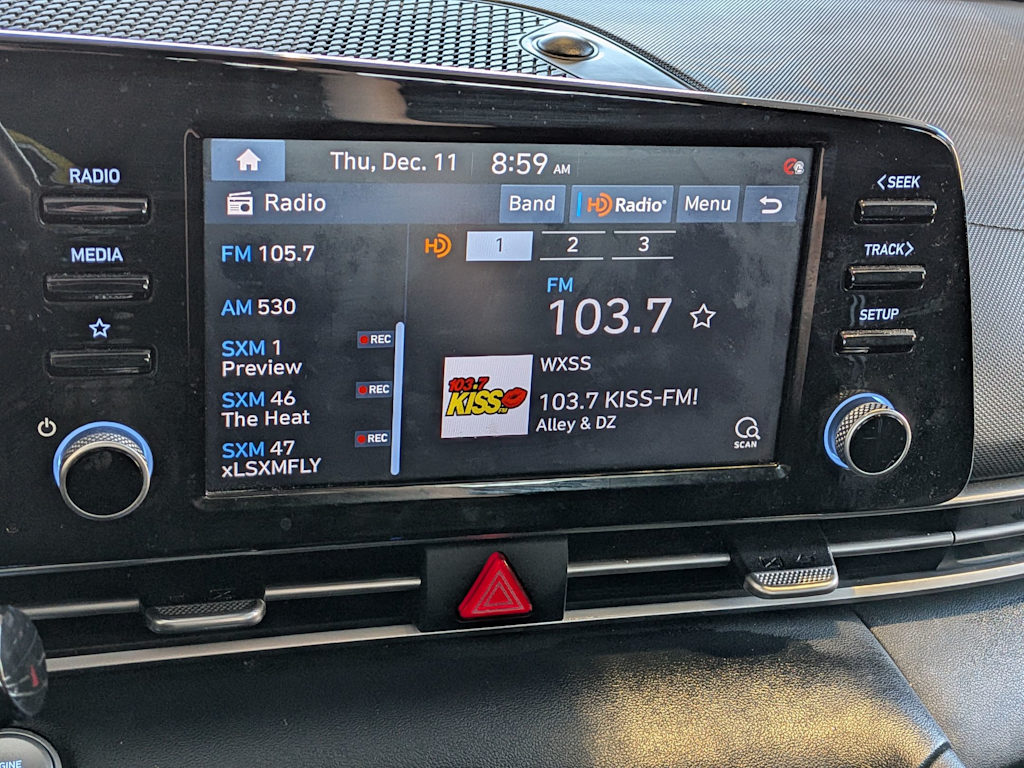 RADIO
MEDIA
Thu, Dec. 11 8:59 AM
Radio
Band
HD Radio®
Menu
FM 105.7
AM 530
SXM 1
Preview
REC
SXM 46
The Heat
REC
SXM 47
xLSXMFLY
REC
HD 1 2 3
FM
103.7
WXSS
103.7 KISS-FM!
Alley & DZ
103.7
KISS FM
SCAN
<SEEK
TRACK>
SETUP